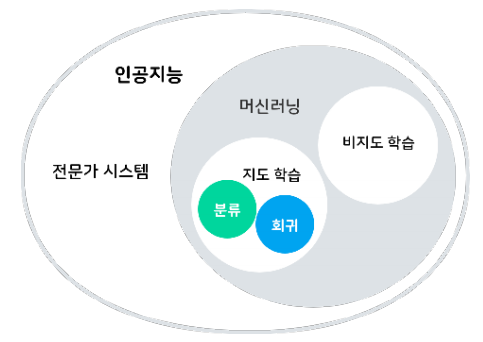 인공지능
머신러닝
비지도 학습
전문가 시스템
지도 학습
분류
회귀